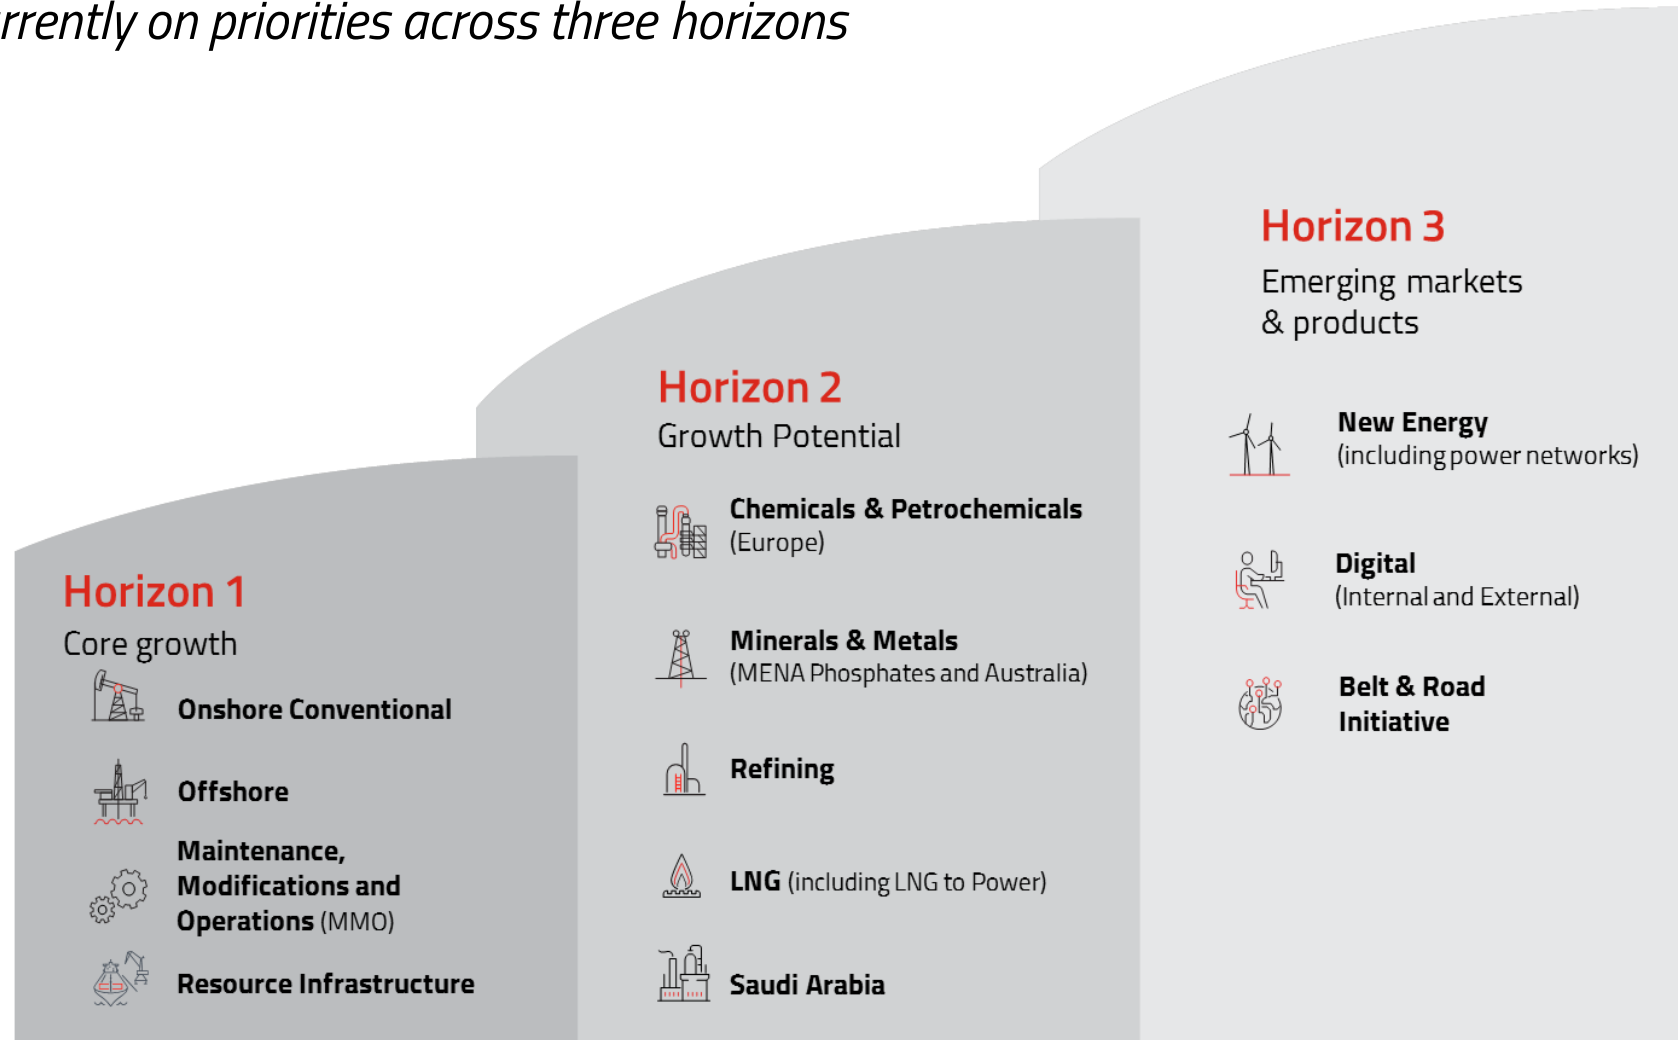 on priorities across three horizons
Horizon 1
Core growth
Onshore Conventional
Offshore
Maintenance,
Modifications and
Operations (MMO)
Resource Infrastructure
Horizon 2
Growth Potential
Chemicals & Petrochemicals
(Europe)
Minerals & Metals
(MENA Phosphates and Australia)
Refining
LNG (including LNG to Power)
Saudi Arabia
Horizon 3
Emerging markets
& products
New Energy
(including power networks)
Digital
(Internal and External)
Belt & Road
Initiative